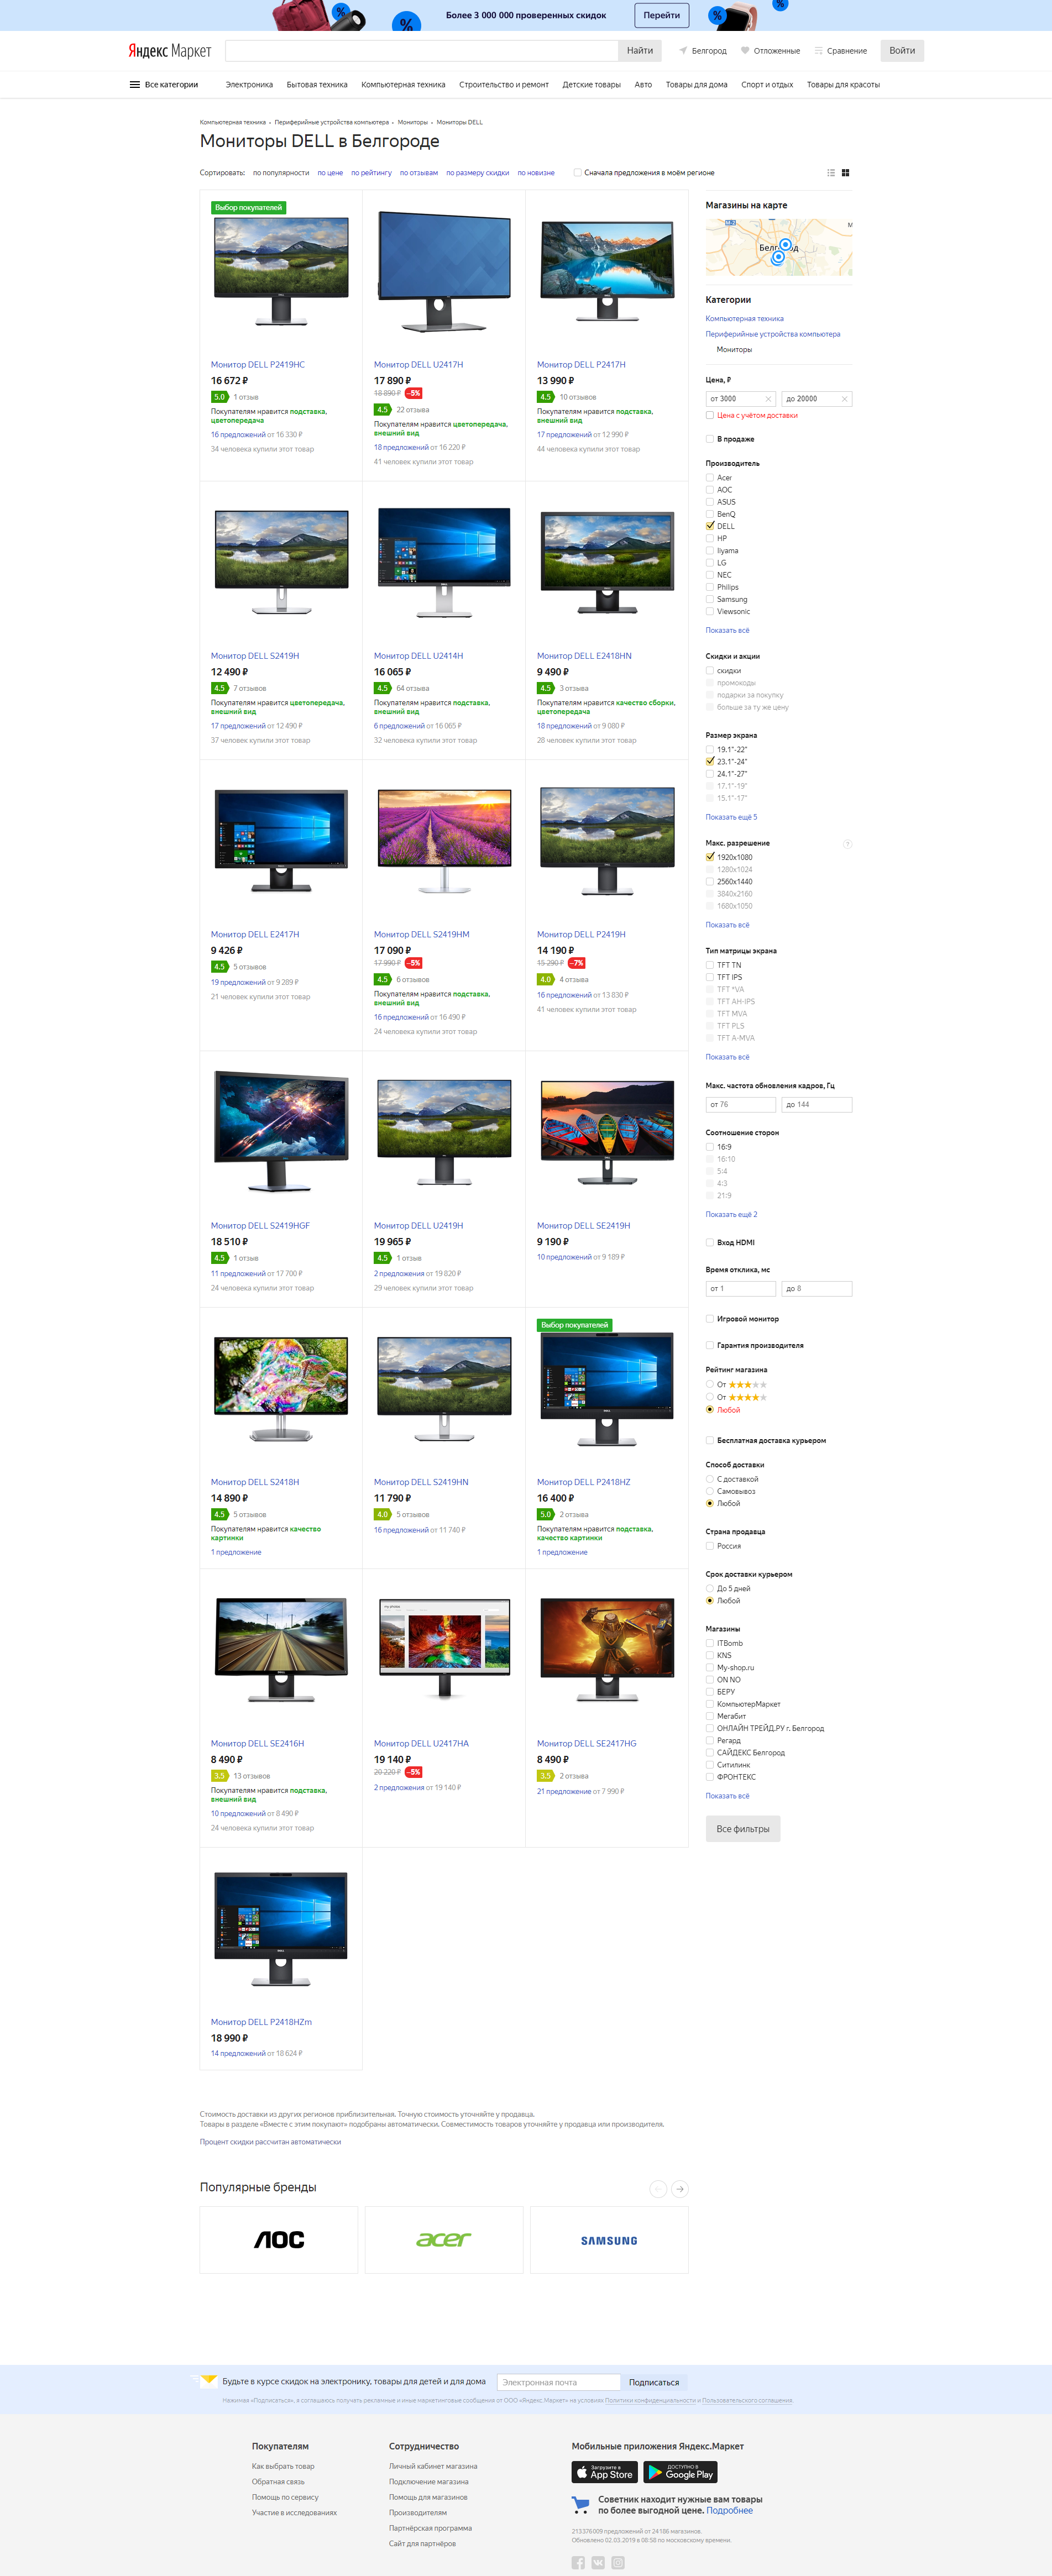 Более 3 000 000 проверенных скидок
Перейти
Яндекс Маркет
Найти
Белгород
Отложенные
Сравнение
Войти
Все категории
Электроника
Бытовая техника
Компьютерная техника
Строительство и ремонт
Детские товары
Авто
Товары для дома
Спорт и отдых
Товары для красоты
Компьютерная техника
Периферийные устройства компьютера
Мониторы
Мониторы DELL
Мониторы DELL в Белгороде
Сортировать: по популярности по цене по рейтингу по отзывам по размеру скидки по новизне
Сначала предложения в моём регионе
Выбор покупателей
Монитор DELL P2419HC
16 672 ₽
5.0 1 отзыв
Покупателям нравится подставка,
цветопередача
16 предложений от 16 330 ₽
34 человека купили этот товар
Монитор DELL U2417H
17 890 ₽
18 890 ₽ –5%
4.5 22 отзыва
Покупателям нравится цветопередача,
внешний вид
18 предложений от 16 220 ₽
41 человек купили этот товар
Монитор DELL P2417H
13 990 ₽
4.5 10 отзывов
Покупателям нравится подставка,
внешний вид
17 предложений от 12 990 ₽
44 человека купили этот товар
Монитор DELL S2419H
12 490 ₽
4.5 7 отзывов
Покупателям нравится цветопередача,
внешний вид
17 предложений от 12 490 ₽
37 человек купили этот товар
Монитор DELL U2414H
16 065 ₽
4.5 64 отзыва
Покупателям нравится подставка,
внешний вид
6 предложений от 16 065 ₽
32 человека купили этот товар
Монитор DELL E2418HN
9 490 ₽
4.5 3 отзыва
Покупателям нравится качество сборки,
цветопередача
18 предложений от 9 080 ₽
28 человек купили этот товар
Монитор DELL E2417H
9 426 ₽
4.5 5 отзывов
19 предложений от 9 289 ₽
21 человек купили этот товар
Монитор DELL S2419HM
17 090 ₽
17 990 ₽ –5%
4.5 6 отзывов
Покупателям нравится подставка,
внешний вид
16 предложений от 16 490 ₽
24 человека купили этот товар
Монитор DELL P2419H
14 190 ₽
15 290 ₽ –7%
4.0 4 отзыва
16 предложений от 13 830 ₽
41 человек купили этот товар
Монитор DELL S2419HGF
18 510 ₽
4.5 1 отзыв
11 предложений от 17 700 ₽
24 человека купили этот товар
Монитор DELL U2419H
19 965 ₽
4.5 1 отзыв
2 предложения от 19 820 ₽
29 человек купили этот товар
Монитор DELL SE2419H
9 190 ₽
10 предложений от 9 189 ₽
Монитор DELL S2418H
14 890 ₽
4.5 5 отзывов
Покупателям нравится качество
картинки
1 предложение
Монитор DELL S2419HN
11 790 ₽
4.0 5 отзывов
16 предложений от 11 740 ₽
Выбор покупателей
Монитор DELL P2418HZ
16 400 ₽
5.0 2 отзыва
Покупателям нравится подставка,
качество картинки
1 предложение
Монитор DELL SE2416H
8 490 ₽
3.5 13 отзывов
Покупателям нравится подставка,
внешний вид
10 предложений от 8 490 ₽
24 человека купили этот товар
Монитор DELL U2417HA
19 140 ₽
20 220 ₽ –5%
2 предложения от 19 140 ₽
Монитор DELL SE2417HG
8 490 ₽
3.5 2 отзыва
21 предложение от 7 990 ₽
Монитор DELL P2418HZm
18 990 ₽
14 предложений от 18 624 ₽
Магазины на карте
Белгород
Категории
Компьютерная техника
Периферийные устройства компьютера
Мониторы
Цена, ₽
от 3000
до 20000
Цена с учётом доставки
В продаже
Производитель
Acer
AOC
ASUS
BenQ
DELL
HP
Iiyama
LG
NEC
Philips
Samsung
Viewsonic
Показать всё
Скидки и акции
скидки
промокоды
подарки за покупку
больше за ту же цену
Размер экрана
19.1"-22"
23.1"-24"
24.1"-27"
17.1"-19"
15.1"-17"
Показать ещё 5
Макс. разрешение
?
1920x1080
1280x1024
2560x1440
3840x2160
1680x1050
Показать всё
Тип матрицы экрана
TFT TN
TFT IPS
TFT *VA
TFT AH-IPS
TFT MVA
TFT PLS
TFT A-MVA
Показать всё
Макс. частота обновления кадров, Гц
от 76
до 144
Соотношение сторон
16:9
16:10
5:4
4:3
21:9
Показать ещё 2
Вход HDMI
Время отклика, мс
от 1
до 8
Игровой монитор
Гарантия производителя
Рейтинг магазина
От
От
Любой
Бесплатная доставка курьером
Способ доставки
С доставкой
Самовывоз
Любой
Страна продавца
Россия
Срок доставки курьером
До 5 дней
Любой
Магазины
ITBomb
KNS
My-shop.ru
ON NO
БЕРУ
КомпьютерМаркет
Мегабит
ОНЛАЙН ТРЕЙД.РУ г. Белгород
Регард
САЙДЕКС Белгород
Ситилинк
ФРОНТЕКС
Показать всё
Все фильтры
Стоимость доставки из других регионов приблизительная. Точную стоимость уточняйте у продавца.
Товары в разделе «Вместе с этим покупают» подобраны автоматически. Совместимость товаров уточняйте у продавца или производителя.
Процент скидки рассчитан автоматически
Популярные бренды
AOC
acer
SAMSUNG
Будьте в курсе скидок на электронику, товары для детей и для дома
Электронная почта
Подписаться
Нажимая «Подписаться», я соглашаюсь получать рекламные и иные маркетинговые сообщения от ООО «Яндекс.Маркет» на условиях Политики конфиденциальности и Пользовательского соглашения.
Покупателям
Как выбрать товар
Обратная связь
Помощь по сервису
Участие в исследованиях
Сотрудничество
Личный кабинет магазина
Подключение магазина
Помощь для магазинов
Производителям
Партнёрская программа
Сайт для партнёров
Мобильные приложения Яндекс.Маркет
Загрузите в
App Store
ДОСТУПНО В
Google Play
Советник находит нужные вам товары
по более выгодной цене. Подробнее
213 376 009 предложений от 24 186 магазинов.
Обновлено 02.03.2019 в 08:58 по московскому времени.